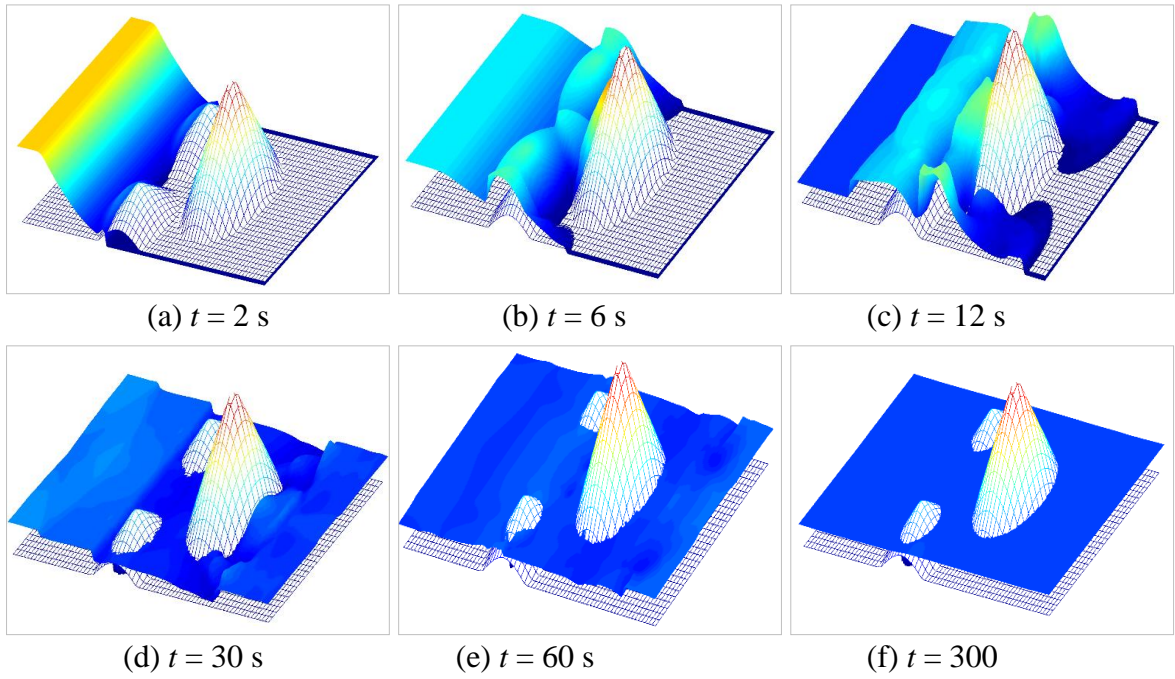 (a) t = 2 s
(b) t = 6 s
(c) t = 12 s
(d) t = 30 s
(e) t = 60 s
(f) t = 300